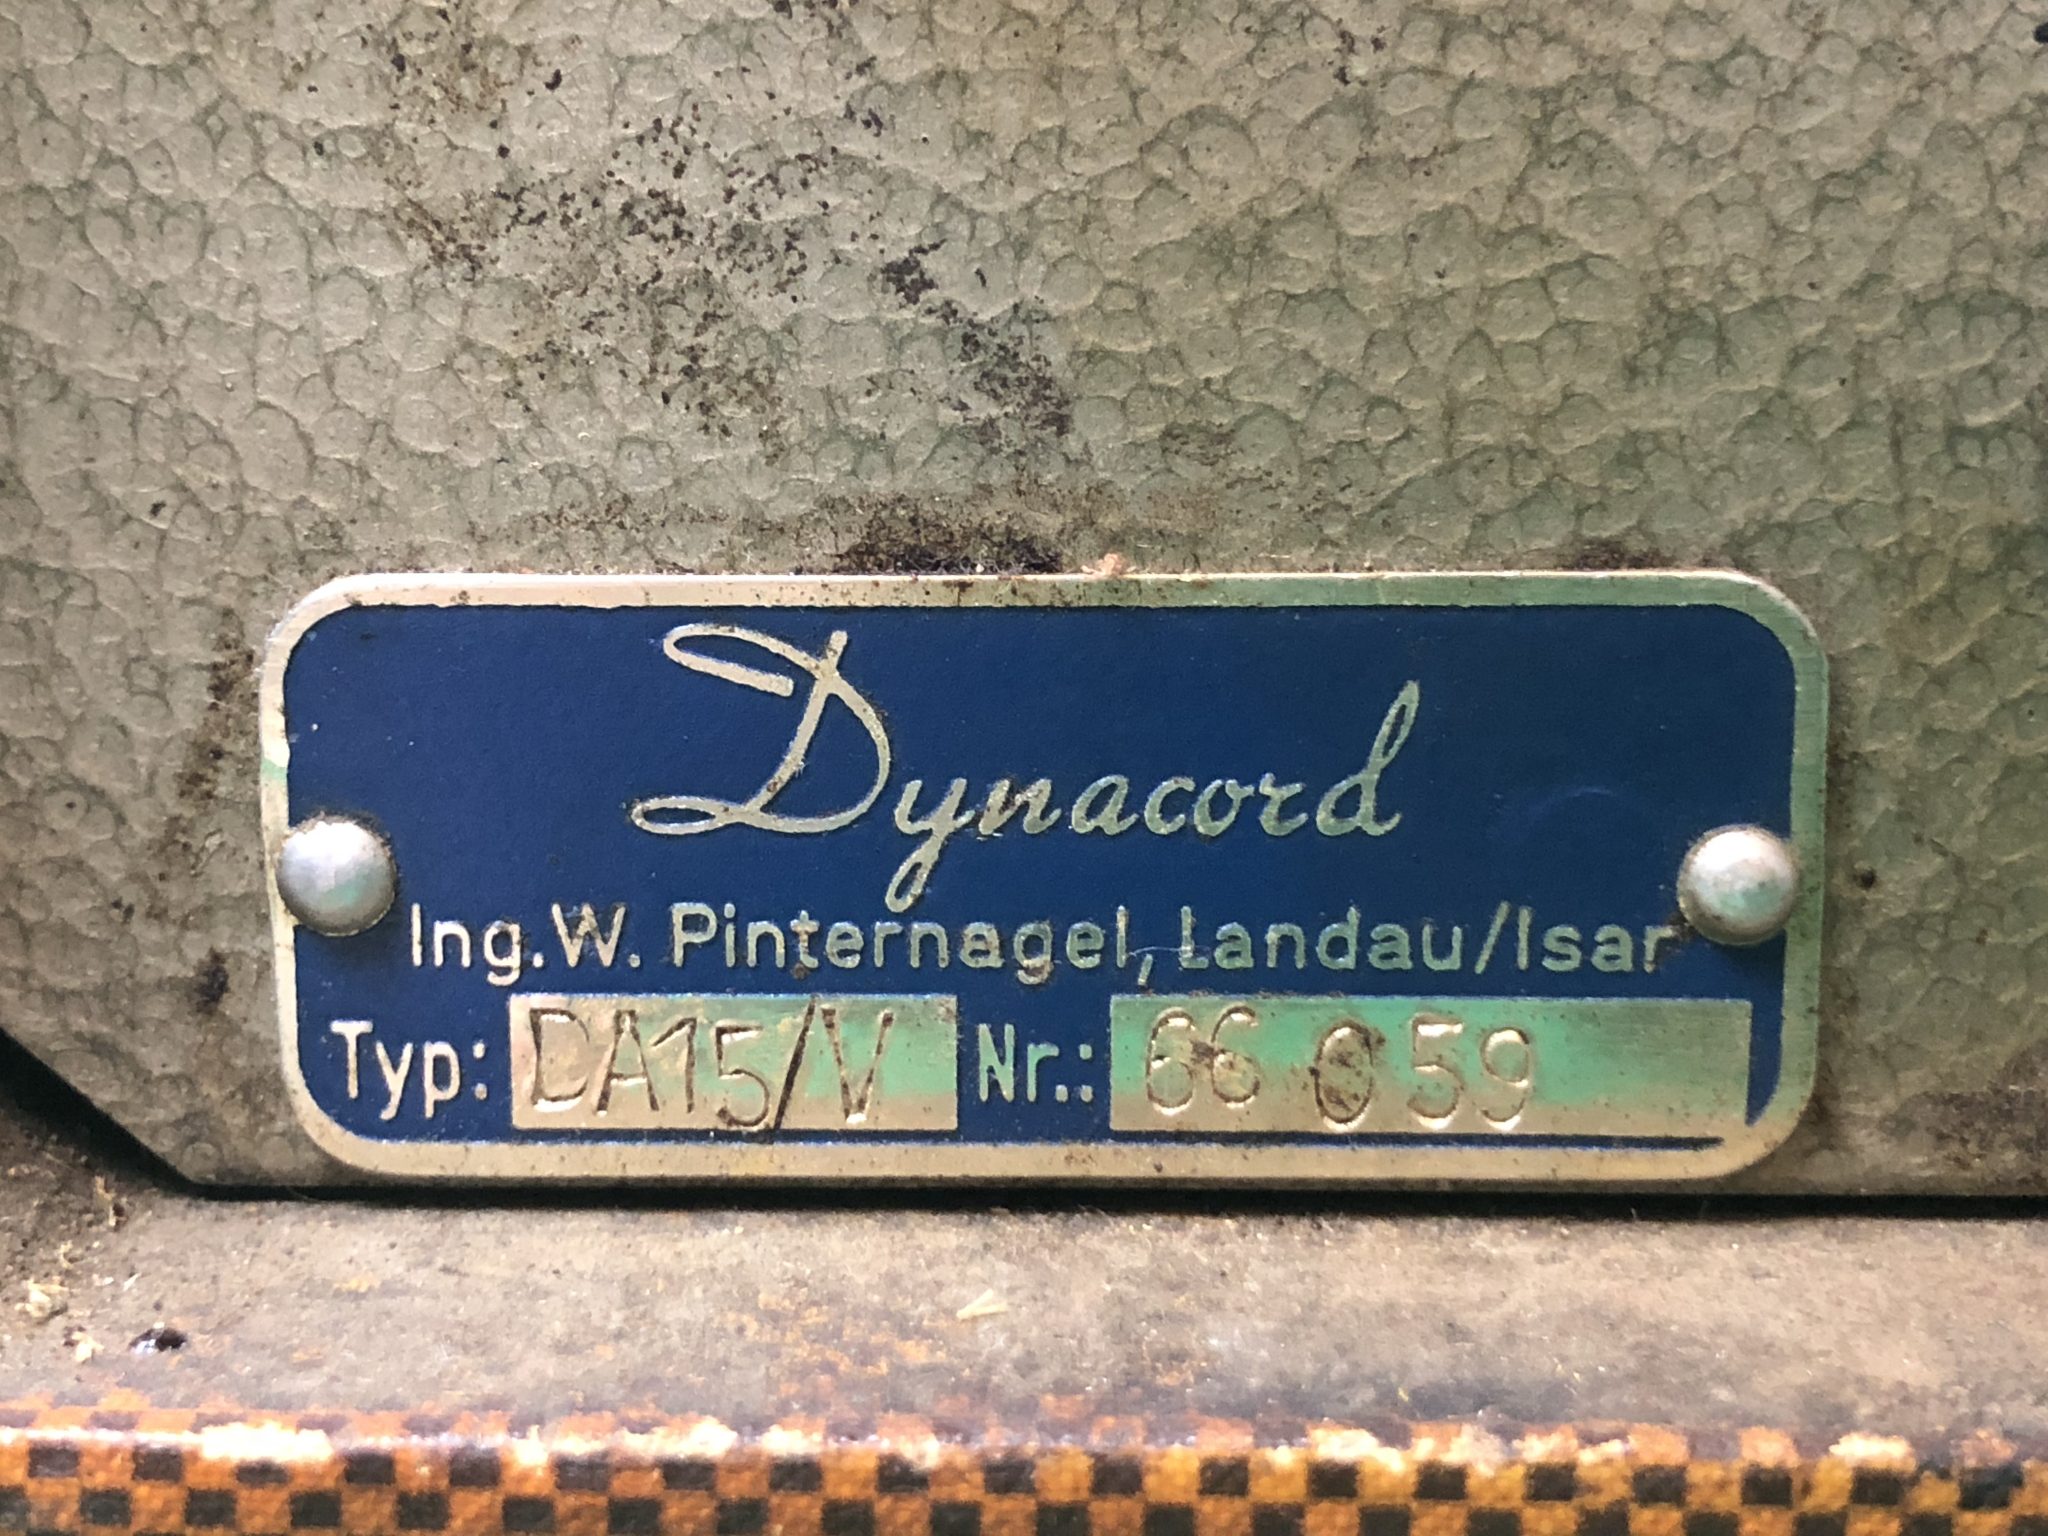 Dynacord
Ing. W. Pinternagel, Landau/Isar
Typ: DA15/V Nr.: 66 059